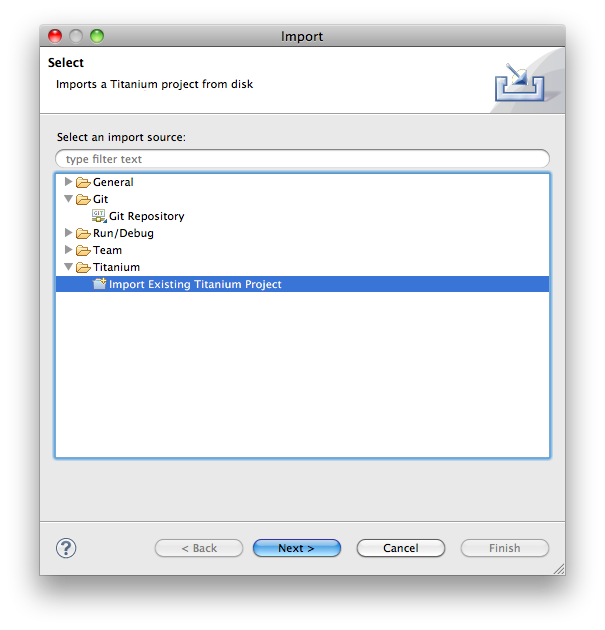 Import
Select
Imports a Titanium project from disk
Select an import source:
type filter text
General
Git
GIT
Git Repository
Run/Debug
Team
Titanium
Import Existing Titanium Project
?
< Back
Next >
Cancel
Finish